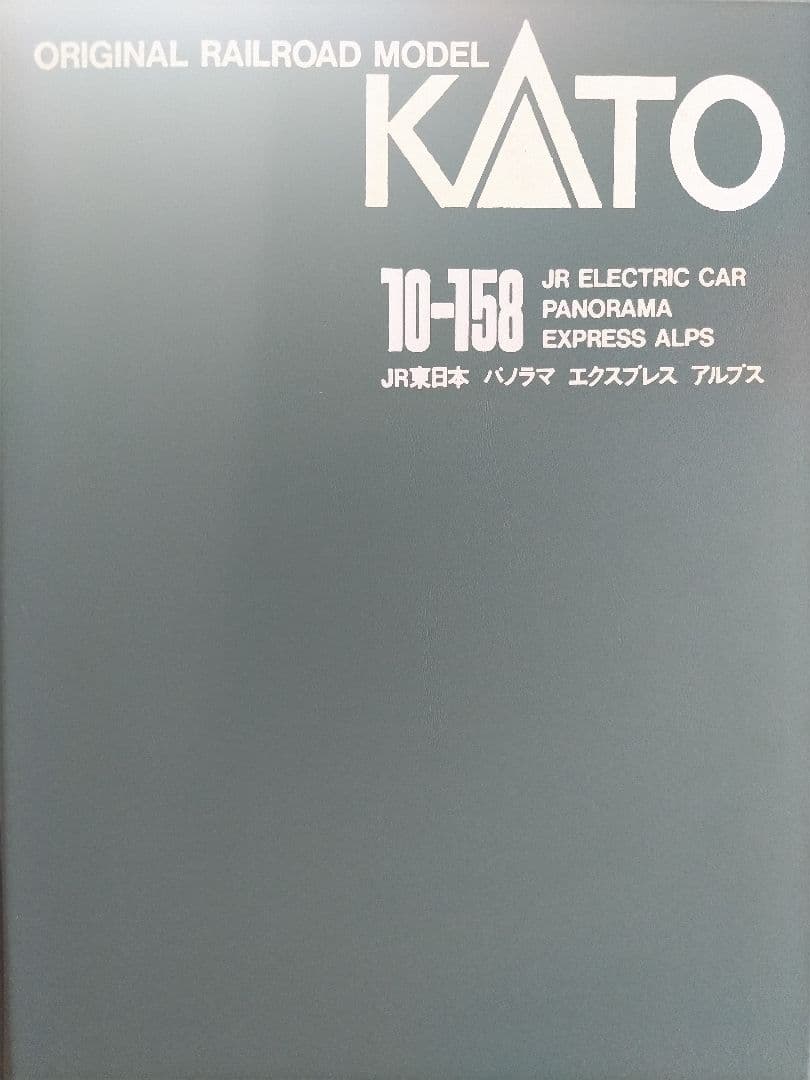 ORIGINAL RAILROAD MODEL
KATO
10-158
JR ELECTRIC CAR
PANORAMA
EXPRESS ALPS
JR東日本 パノラマ エクスプレス アルプス